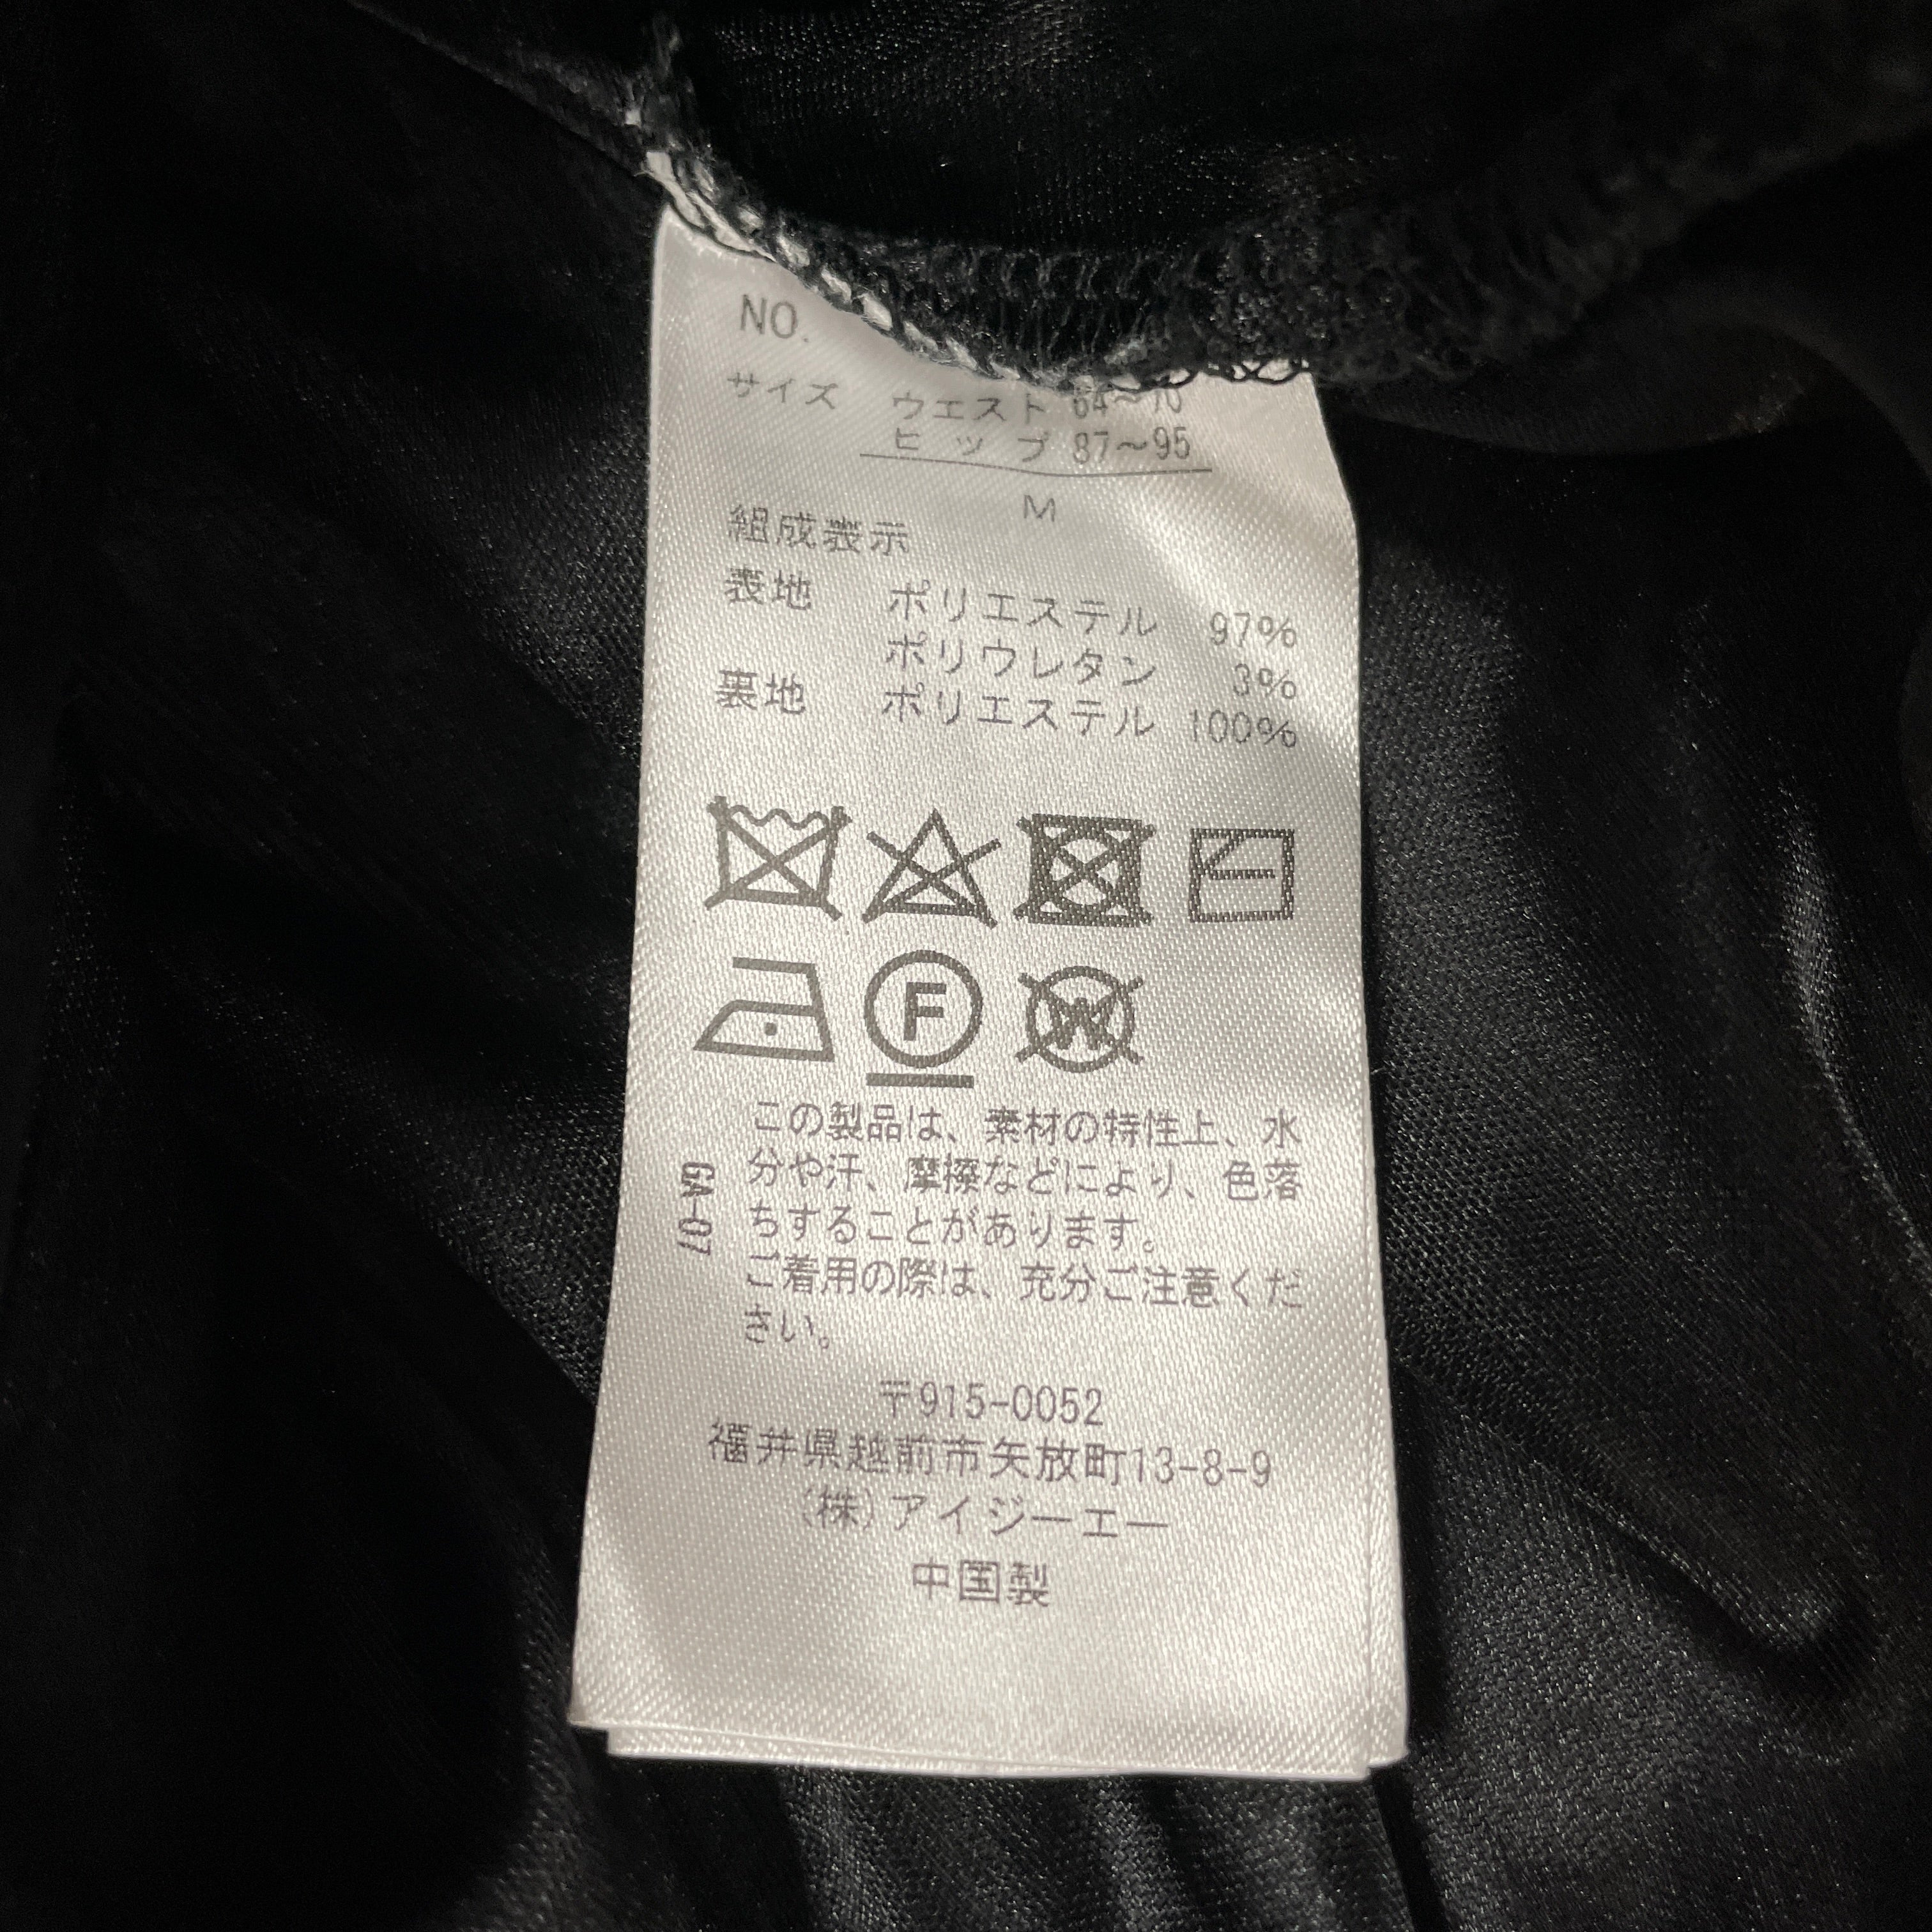 NO.
サイズ ウエスト 64～70
ヒップ 87～95
M
組成表示
表地 ポリエステル 97%
ポリウレタン 3%
裏地 ポリエステル 100%
F
W
この製品は、素材の特性上、水
分や汗、摩擦などにより、色落
ちすることがあります。
ご着用の際は、充分ご注意くだ
さい。
GA-07
〒915-0052
福井県越前市矢放町13-8-9
(株)アイジーエー
中国製